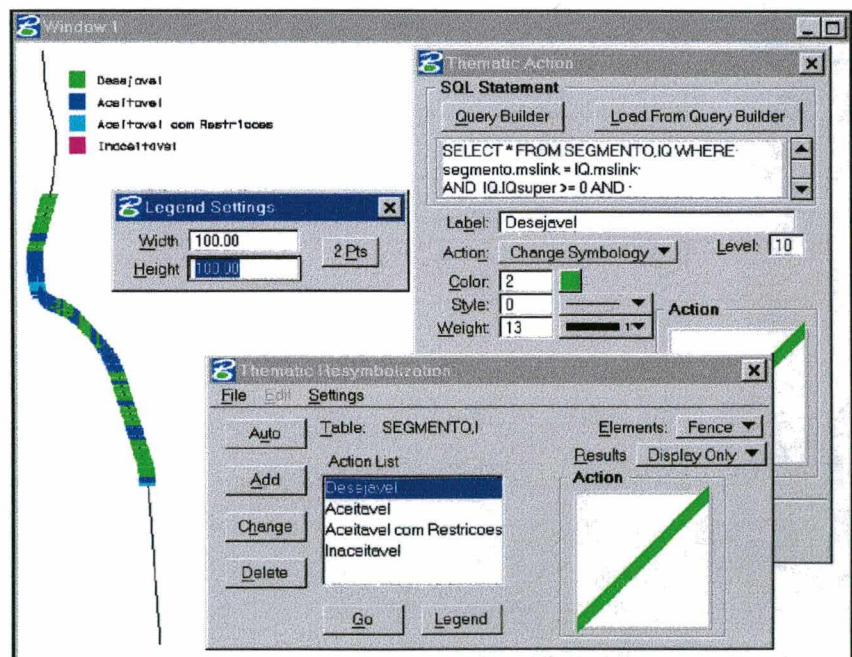 Window 1
Desejavel
Aceitavel
Aceitavel com Restricoes
Inaceitavel
Thematic Action
SQL Statement
Query Builder
Load From Query Builder
SELECT * FROM SEGMENTO,IQ WHERE
segmento.mslink = IQ.mslink
AND IQ.IQsuper >= 0 AND
Label: Desejavel
Action: Change Symbology
Level: 10
Color: 2
Style: 0
Weight: 13
Action
Legend Settings
Width 100.00
Height 100.00
2 Pts
Thematic Resymbolization
File Edit Settings
Auto
Add
Change
Delete
Table: SEGMENTO,I
Elements: Fence
Results Display Only
Action List
Desejavel
Aceitavel
Aceitavel com Restricoes
Inaceitavel
Action
Go
Legend